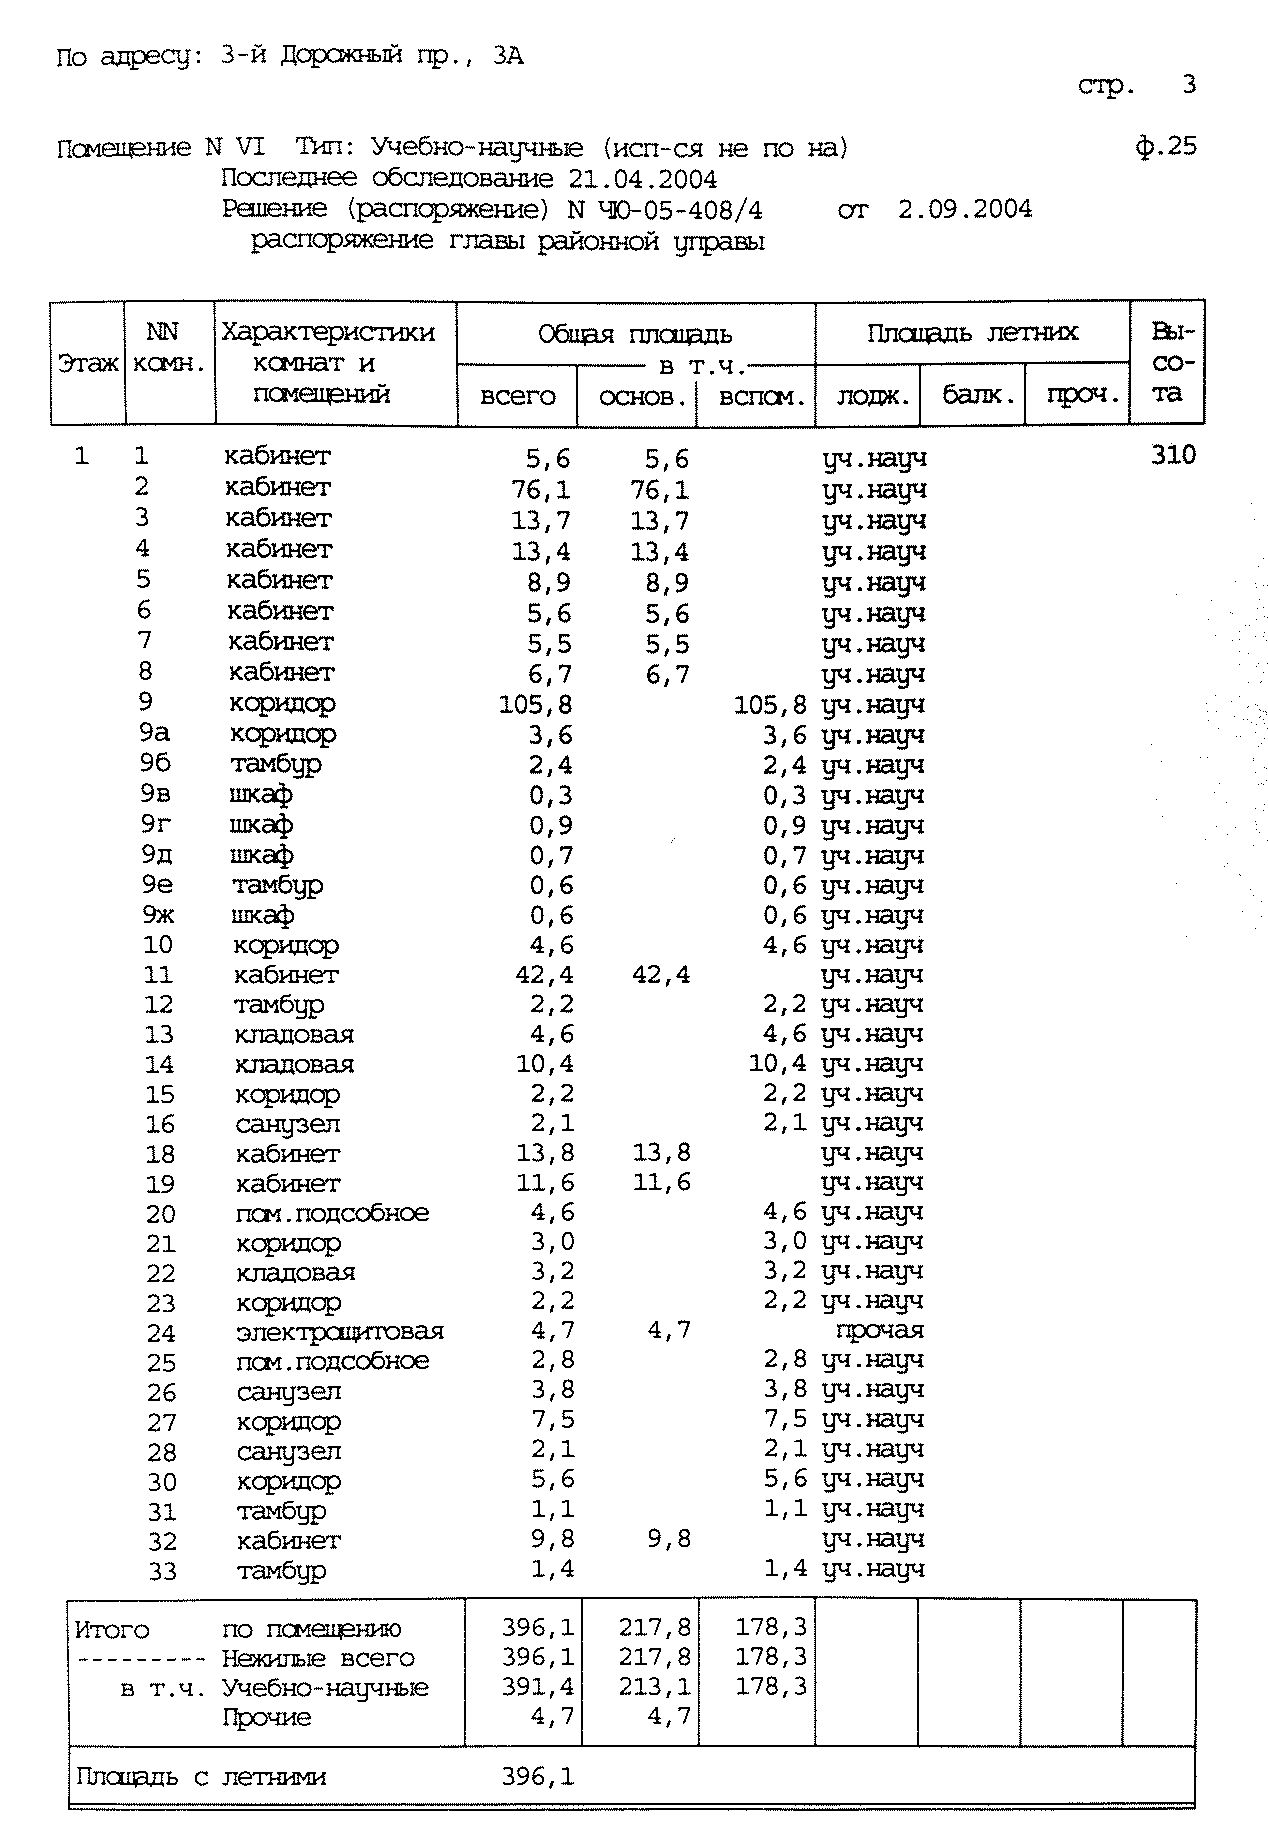 По адресу: 3-й Дорожный пр., 3А
стр. 3
Помещение N VI Тип: Учебно-научные (исп-ся не по на) ф.25
Последнее обследование 21.04.2004
Решение (распоряжение) N ЧЮ-05-408/4 от 2.09.2004
распоряжение главы районной управы
Этаж NN комн. Характеристики комнат и помещений Общая площадь Площадь летних Вы-со-та
в т.ч.
всего основ. вспом. лодж. балк. проч.
1 1 кабинет 5,6 5,6 уч.науч 310
2 кабинет 76,1 76,1 уч.науч
3 кабинет 13,7 13,7 уч.науч
4 кабинет 13,4 13,4 уч.науч
5 кабинет 8,9 8,9 уч.науч
6 кабинет 5,6 5,6 уч.науч
7 кабинет 5,5 5,5 уч.науч
8 кабинет 6,7 6,7 уч.науч
9 коридор 105,8 105,8 уч.науч
9а коридор 3,6 3,6 уч.науч
9б тамбур 2,4 2,4 уч.науч
9в шкаф 0,3 0,3 уч.науч
9г шкаф 0,9 0,9 уч.науч
9д шкаф 0,7 0,7 уч.науч
9е тамбур 0,6 0,6 уч.науч
9ж шкаф 0,6 0,6 уч.науч
10 коридор 4,6 4,6 уч.науч
11 кабинет 42,4 42,4 уч.науч
12 тамбур 2,2 2,2 уч.науч
13 кладовая 4,6 4,6 уч.науч
14 кладовая 10,4 10,4 уч.науч
15 коридор 2,2 2,2 уч.науч
16 санузел 2,1 2,1 уч.науч
18 кабинет 13,8 13,8 уч.науч
19 кабинет 11,6 11,6 уч.науч
20 пом.подсобное 4,6 4,6 уч.науч
21 коридор 3,0 3,0 уч.науч
22 кладовая 3,2 3,2 уч.науч
23 коридор 2,2 2,2 уч.науч
24 электрощитовая 4,7 4,7 прочая
25 пом.подсобное 2,8 2,8 уч.науч
26 санузел 3,8 3,8 уч.науч
27 коридор 7,5 7,5 уч.науч
28 санузел 2,1 2,1 уч.науч
30 коридор 5,6 5,6 уч.науч
31 тамбур 1,1 1,1 уч.науч
32 кабинет 9,8 9,8 уч.науч
33 тамбур 1,4 1,4 уч.науч
Итого по помещению 396,1 217,8 178,3
--------- Нежилые всего 396,1 217,8 178,3
в т.ч. Учебно-научные 391,4 213,1 178,3
Прочие 4,7 4,7
Площадь с летними 396,1